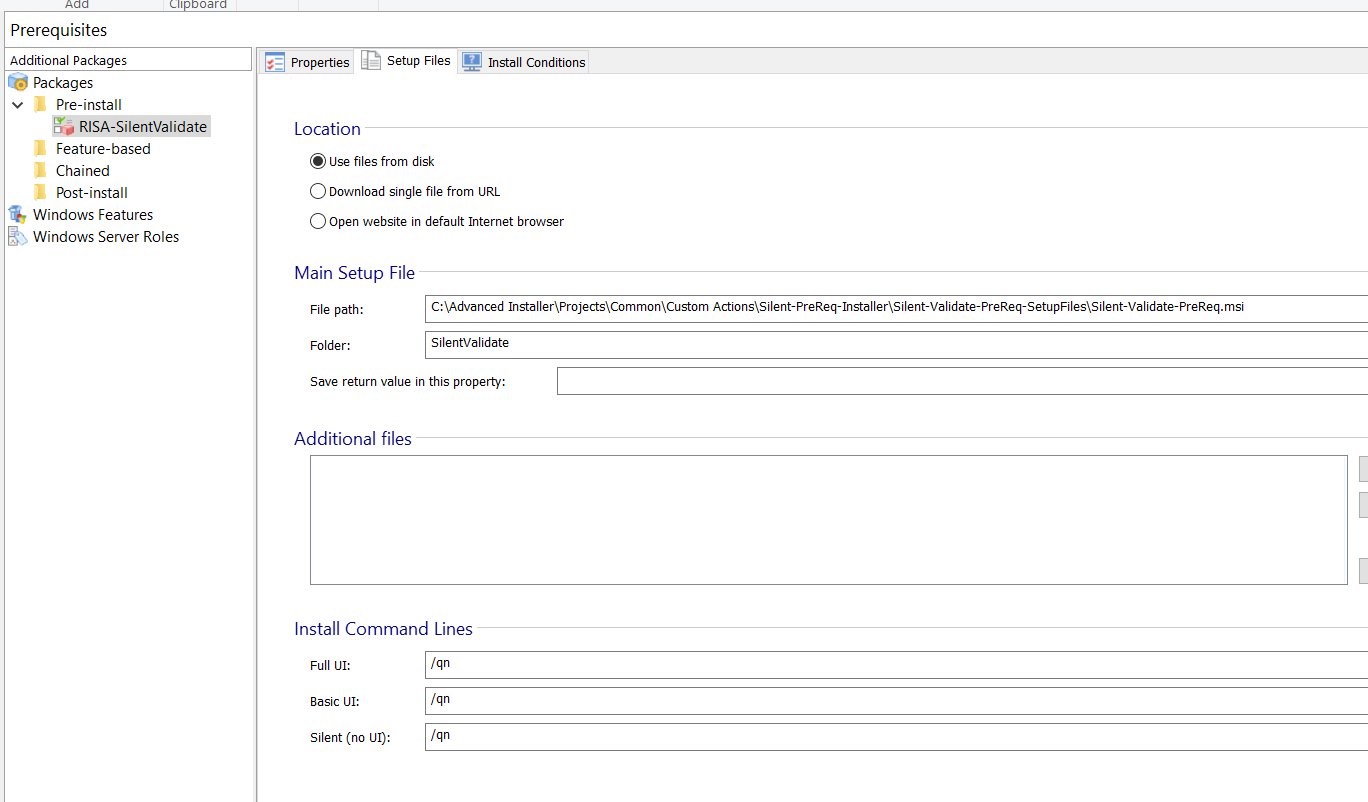 Add
Clipboard
Prerequisites
Additional Packages
Packages
Pre-install
RISA-SilentValidate
Feature-based
Chained
Post-install
Windows Features
Windows Server Roles
Properties
Setup Files
Install Conditions
Location
Use files from disk
Download single file from URL
Open website in default Internet browser
Main Setup File
File path:
C:\Advanced Installer\Projects\Common\Custom Actions\Silent-PreReq-Installer\Silent-Validate-PreReq-SetupFiles\Silent-Validate-PreReq.msi
Folder:
SilentValidate
Save return value in this property:
Additional files
Install Command Lines
Full UI:
/qn
Basic UI:
/qn
Silent (no UI):
/qn